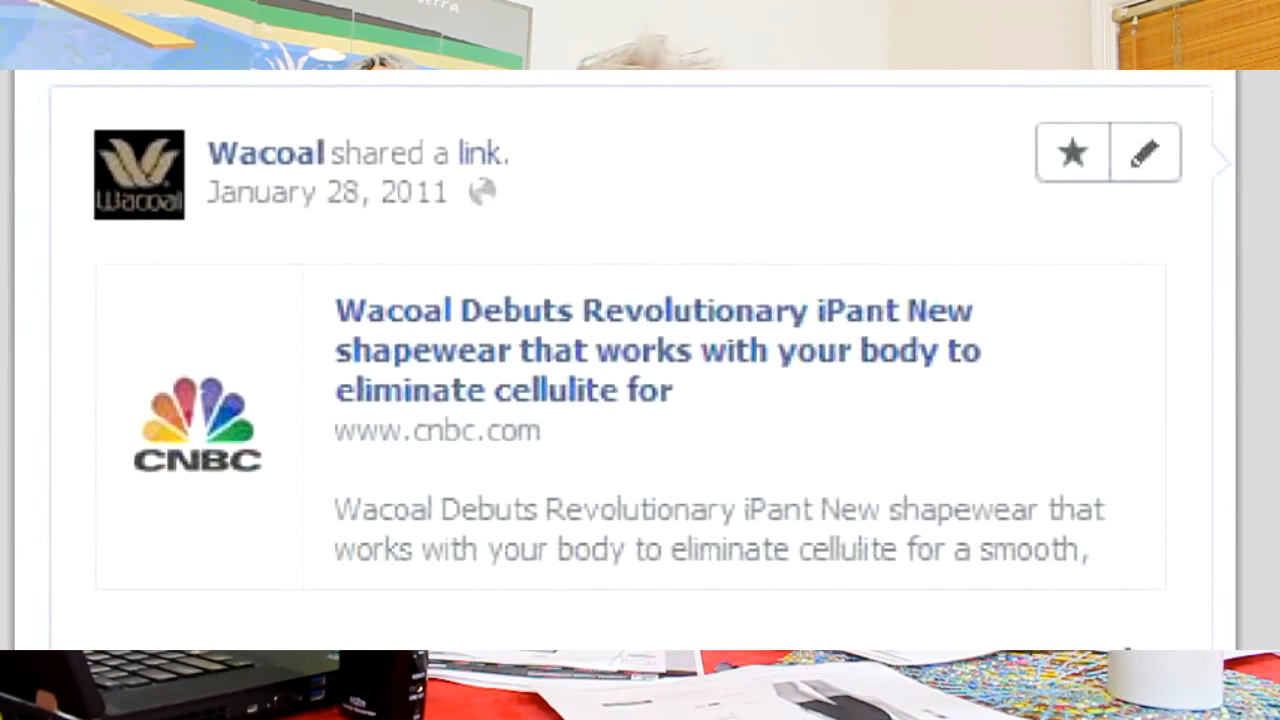 Wacoal shared a link.
January 28, 2011
Wacoal
Wacoal Debuts Revolutionary iPant New
shapewear that works with your body to
eliminate cellulite for
www.cnbc.com
CNBC
Wacoal Debuts Revolutionary iPant New shapewear that
works with your body to eliminate cellulite for a smooth,